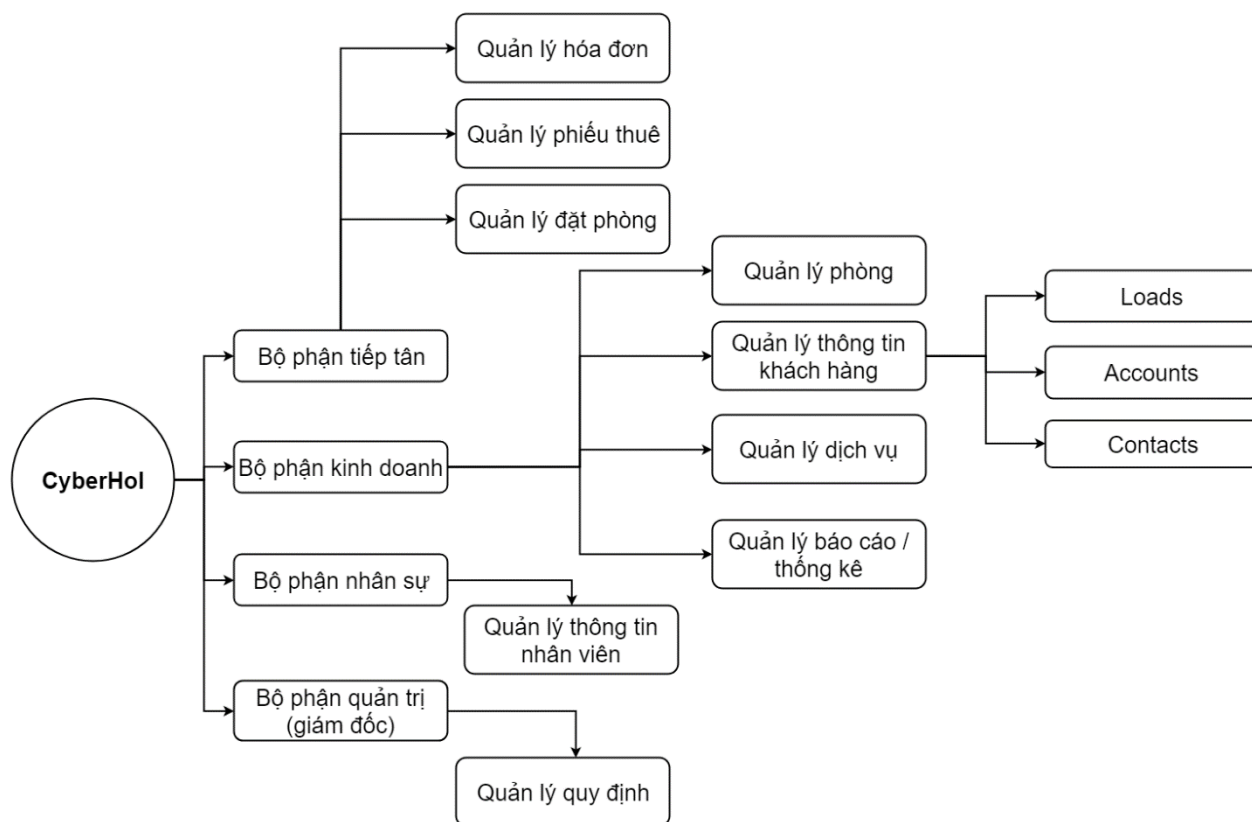 Quản lý hóa đơn
Quản lý phiếu thuê
Quản lý đặt phòng
Quản lý phòng
Loads
Bộ phận tiếp tân
Quản lý thông tin
khách hàng
Accounts
Contacts
CyberHol
Bộ phận kinh doanh
Quản lý dịch vụ
Quản lý báo cáo /
thống kê
Bộ phận nhân sự
Quản lý thông tin
nhân viên
Bộ phận quản trị
(giám đốc)
Quản lý quy định